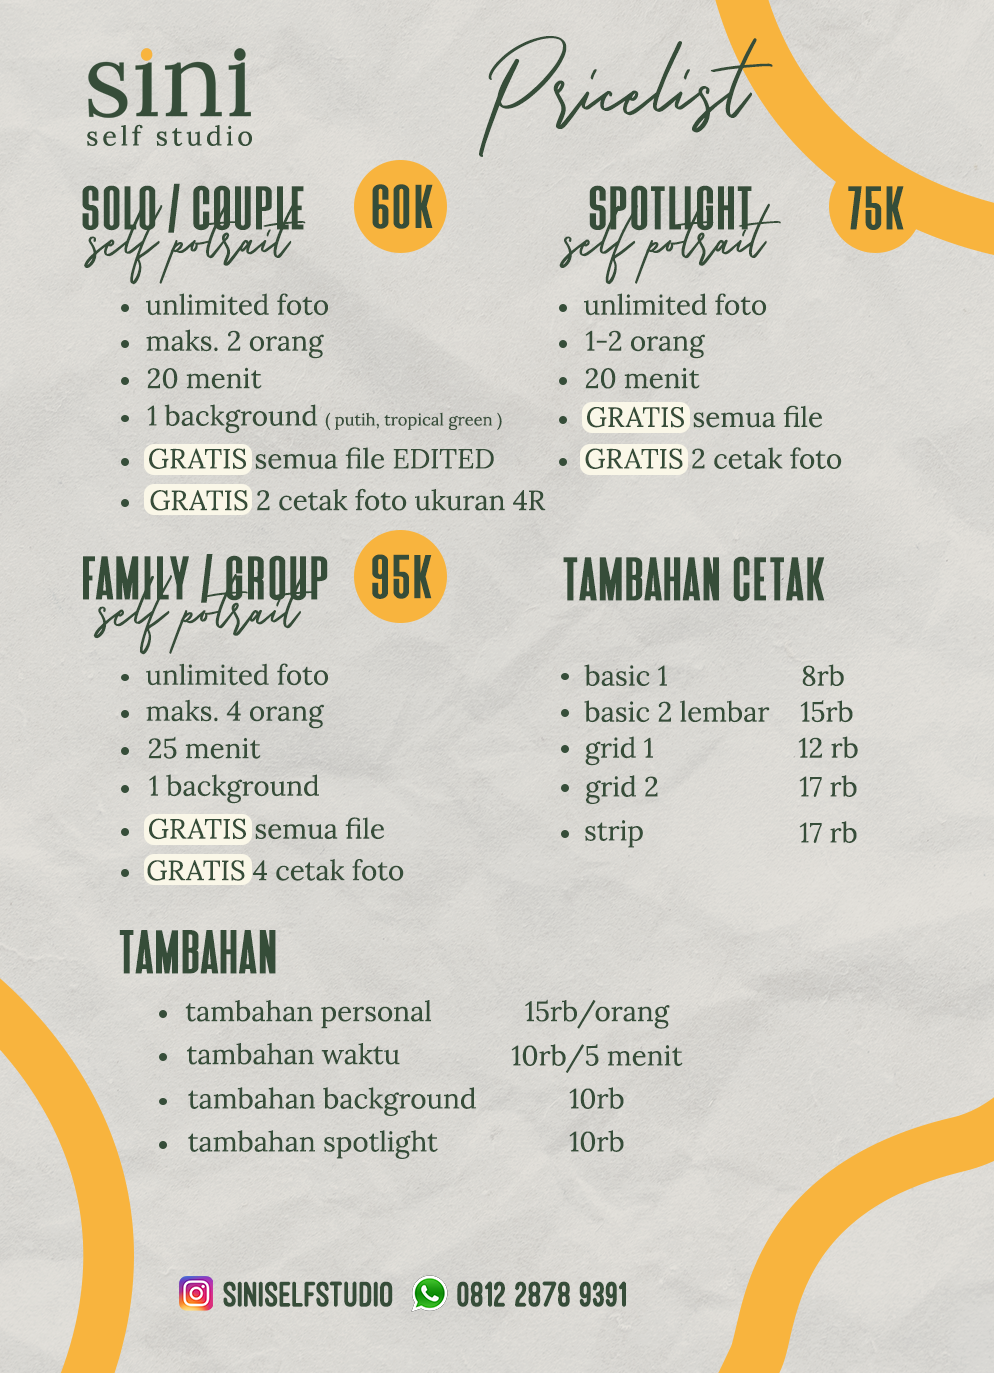 sini
self studio
Pricelist
SOLO / COUPLE
self potrait
60K
• unlimited foto
• maks. 2 orang
• 20 menit
• 1 background ( putih, tropical green )
• GRATIS semua file EDITED
• GRATIS 2 cetak foto ukuran 4R
SPOTLIGHT
self potrait
75K
• unlimited foto
• 1-2 orang
• 20 menit
• GRATIS semua file
• GRATIS 2 cetak foto
FAMILY / GROUP
self potrait
95K
• unlimited foto
• maks. 4 orang
• 25 menit
• 1 background
• GRATIS semua file
• GRATIS 4 cetak foto
TAMBAHAN CETAK
• basic 1 8rb
• basic 2 lembar 15rb
• grid 1 12 rb
• grid 2 17 rb
• strip 17 rb
TAMBAHAN
• tambahan personal 15rb/orang
• tambahan waktu 10rb/5 menit
• tambahan background 10rb
• tambahan spotlight 10rb
SINISELFSTUDIO 0812 2878 9391